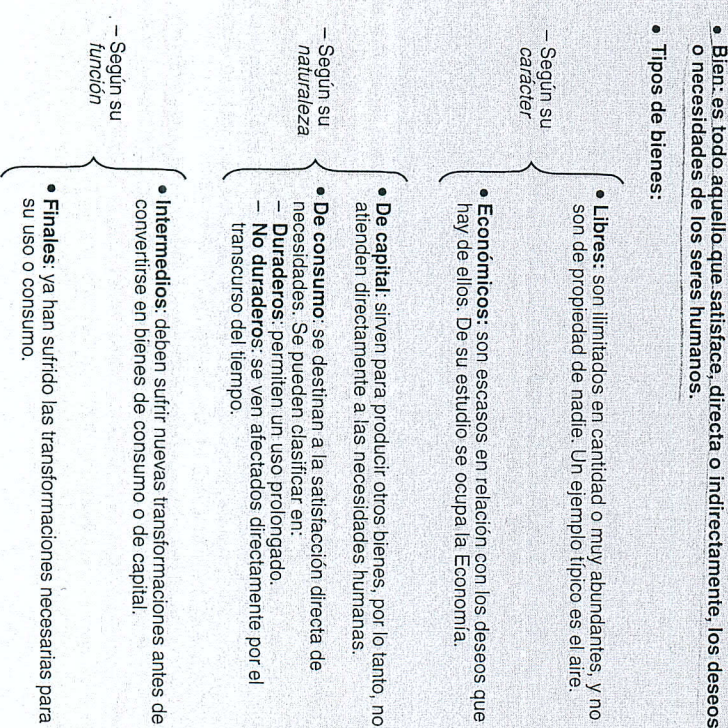 • Bien: es todo aquello que satisface, directa o indirectamente, los deseos
o necesidades de los seres humanos.
• Tipos de bienes:
– Según su
carácter
• Libres: son ilimitados en cantidad o muy abundantes, y no
son de propiedad de nadie. Un ejemplo típico es el aire.
• Económicos: son escasos en relación con los deseos que
hay de ellos. De su estudio se ocupa la Economía.
– Según su
naturaleza
• De capital: sirven para producir otros bienes, por lo tanto, no
atienden directamente a las necesidades humanas.
• De consumo: se destinan a la satisfacción directa de
necesidades. Se pueden clasificar en:
– Duraderos: permiten un uso prolongado.
– No duraderos: se ven afectados directamente por el
transcurso del tiempo.
– Según su
función
• Intermedios: deben sufrir nuevas transformaciones antes de
convertirse en bienes de consumo o de capital.
• Finales: ya han sufrido las transformaciones necesarias para
su uso o consumo.